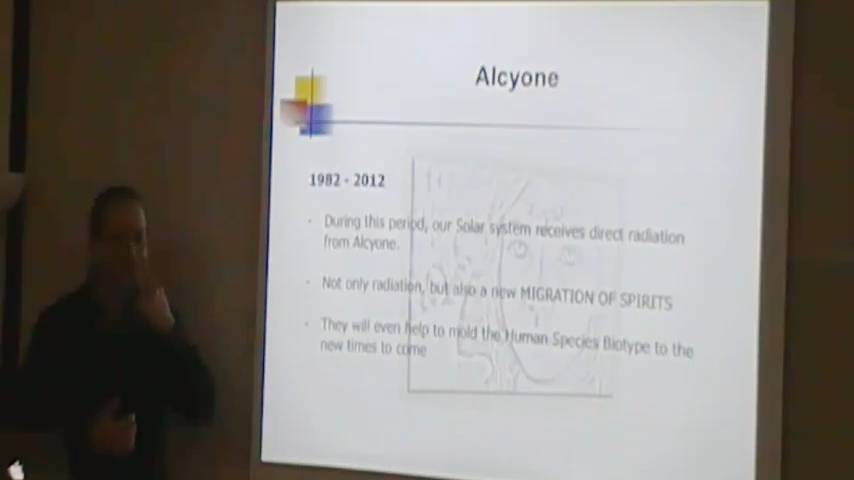 Alcyone
1982 - 2012
During this period, our Solar system receives direct radiation
from Alcyone.
Not only radiation, but also a new MIGRATION OF SPIRITS
They will even help to mold the Human Species Biotype to the
new times to come